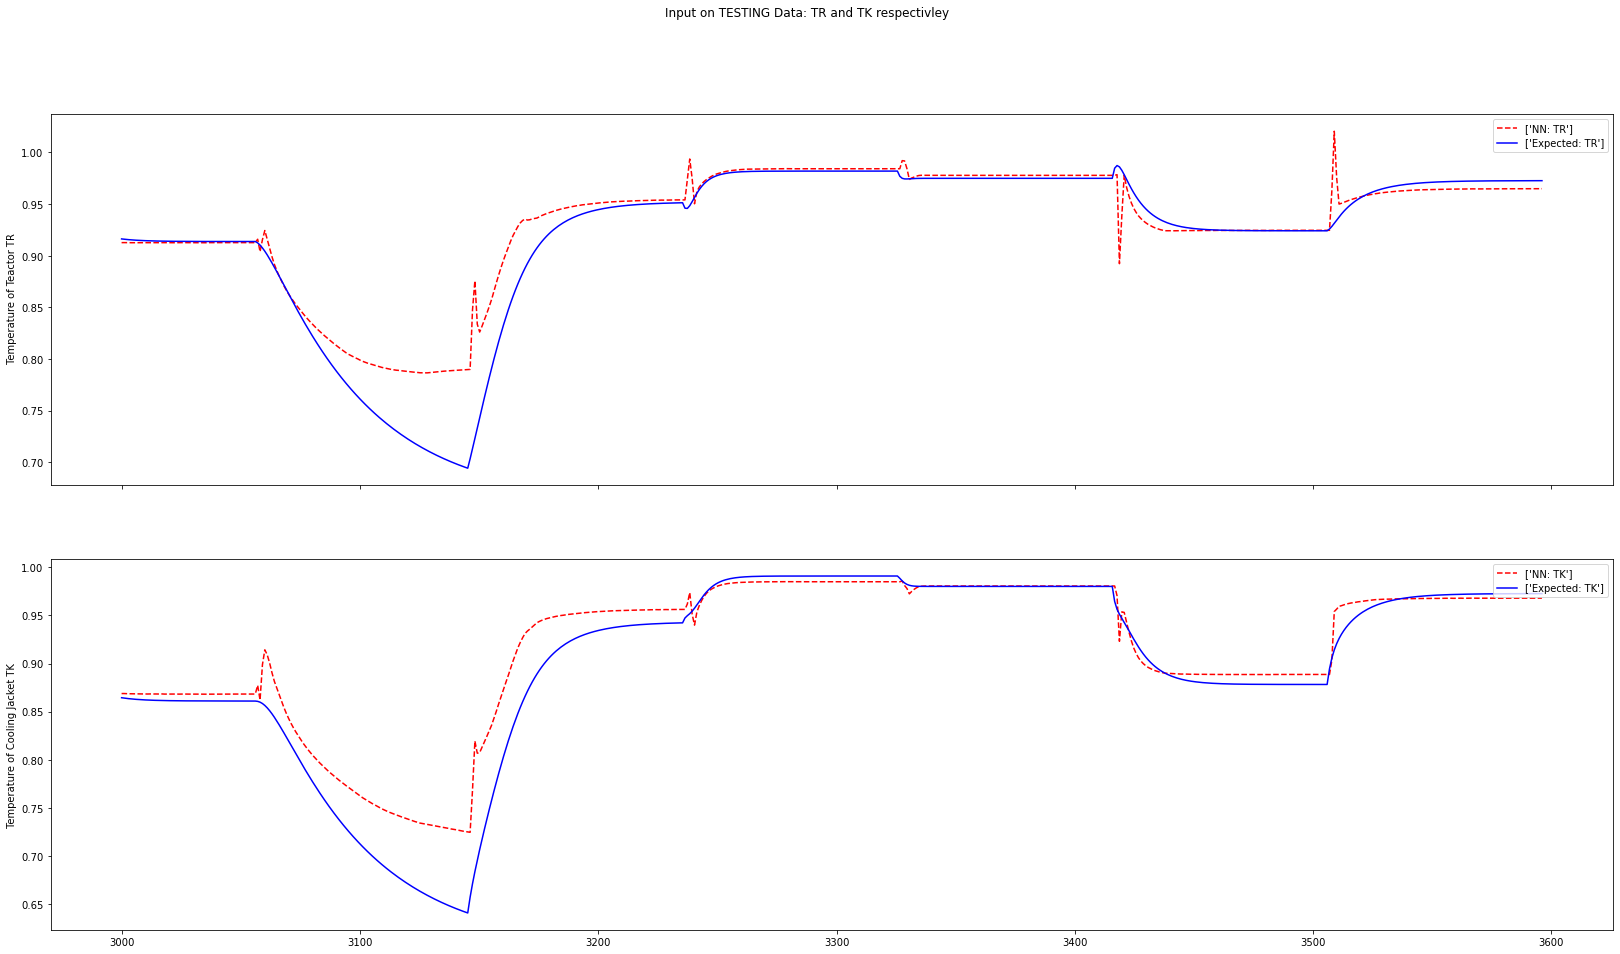 Input on TESTING Data: TR and TK respectivley
['NN: TR']
['Expected: TR']
Temperature of Teactor TR
1.00
0.95
0.90
0.85
0.80
0.75
0.70
['NN: TK']
['Expected: TK']
Temperature of Cooling Jacket TK
1.00
0.95
0.90
0.85
0.80
0.75
0.70
0.65
3000 3100 3200 3300 3400 3500 3600